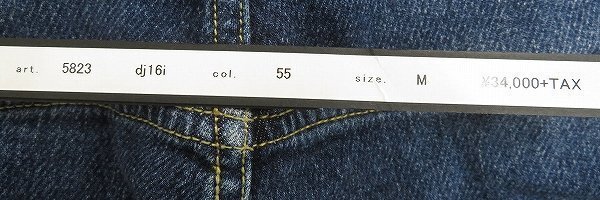 art. 5823 dj16i col. 55 size. M ¥34,000+TAX